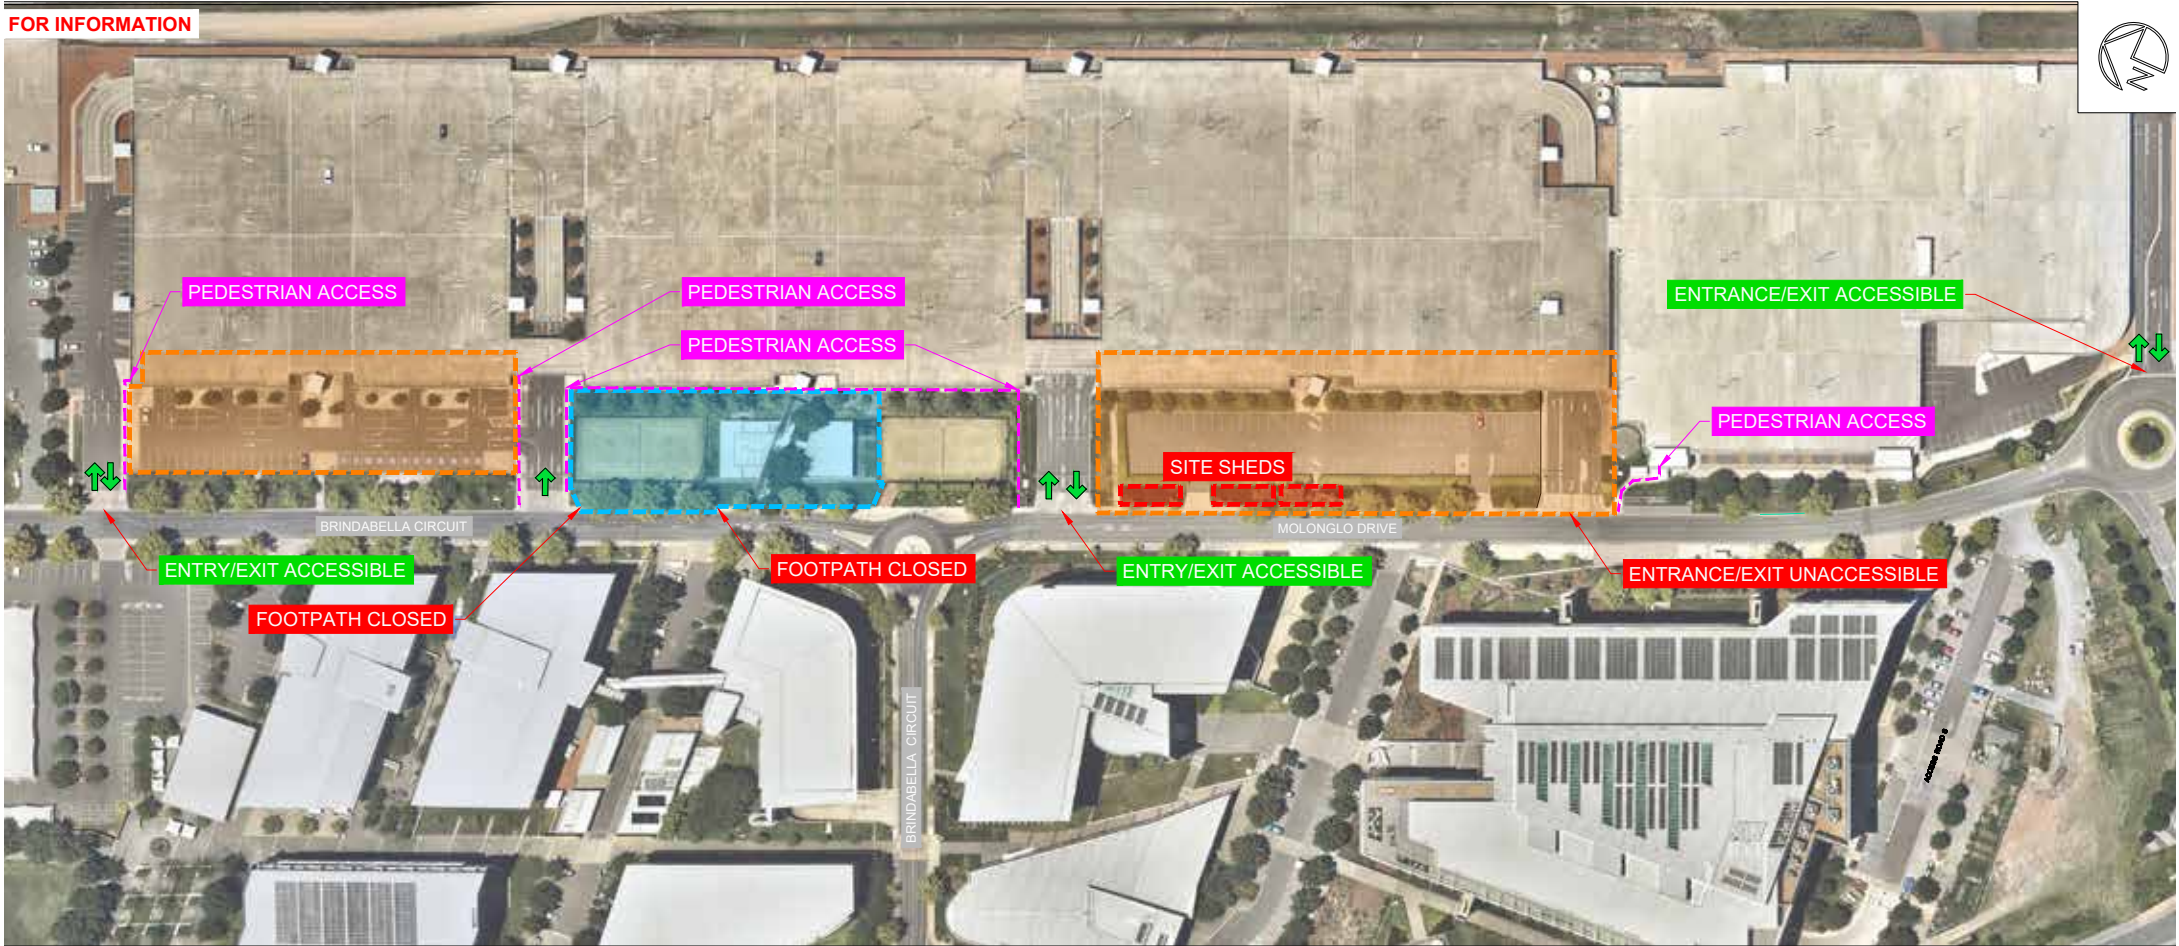 FOR INFORMATION
PEDESTRIAN ACCESS
PEDESTRIAN ACCESS
ENTRANCE/EXIT ACCESSIBLE
PEDESTRIAN ACCESS
PEDESTRIAN ACCESS
SITE SHEDS
BRINDABELLA CIRCUIT
MOLONGLO DRIVE
ENTRY/EXIT ACCESSIBLE
FOOTPATH CLOSED
ENTRY/EXIT ACCESSIBLE
ENTRANCE/EXIT UNACCESSIBLE
FOOTPATH CLOSED
BRINDABELLA CIRCUIT
N